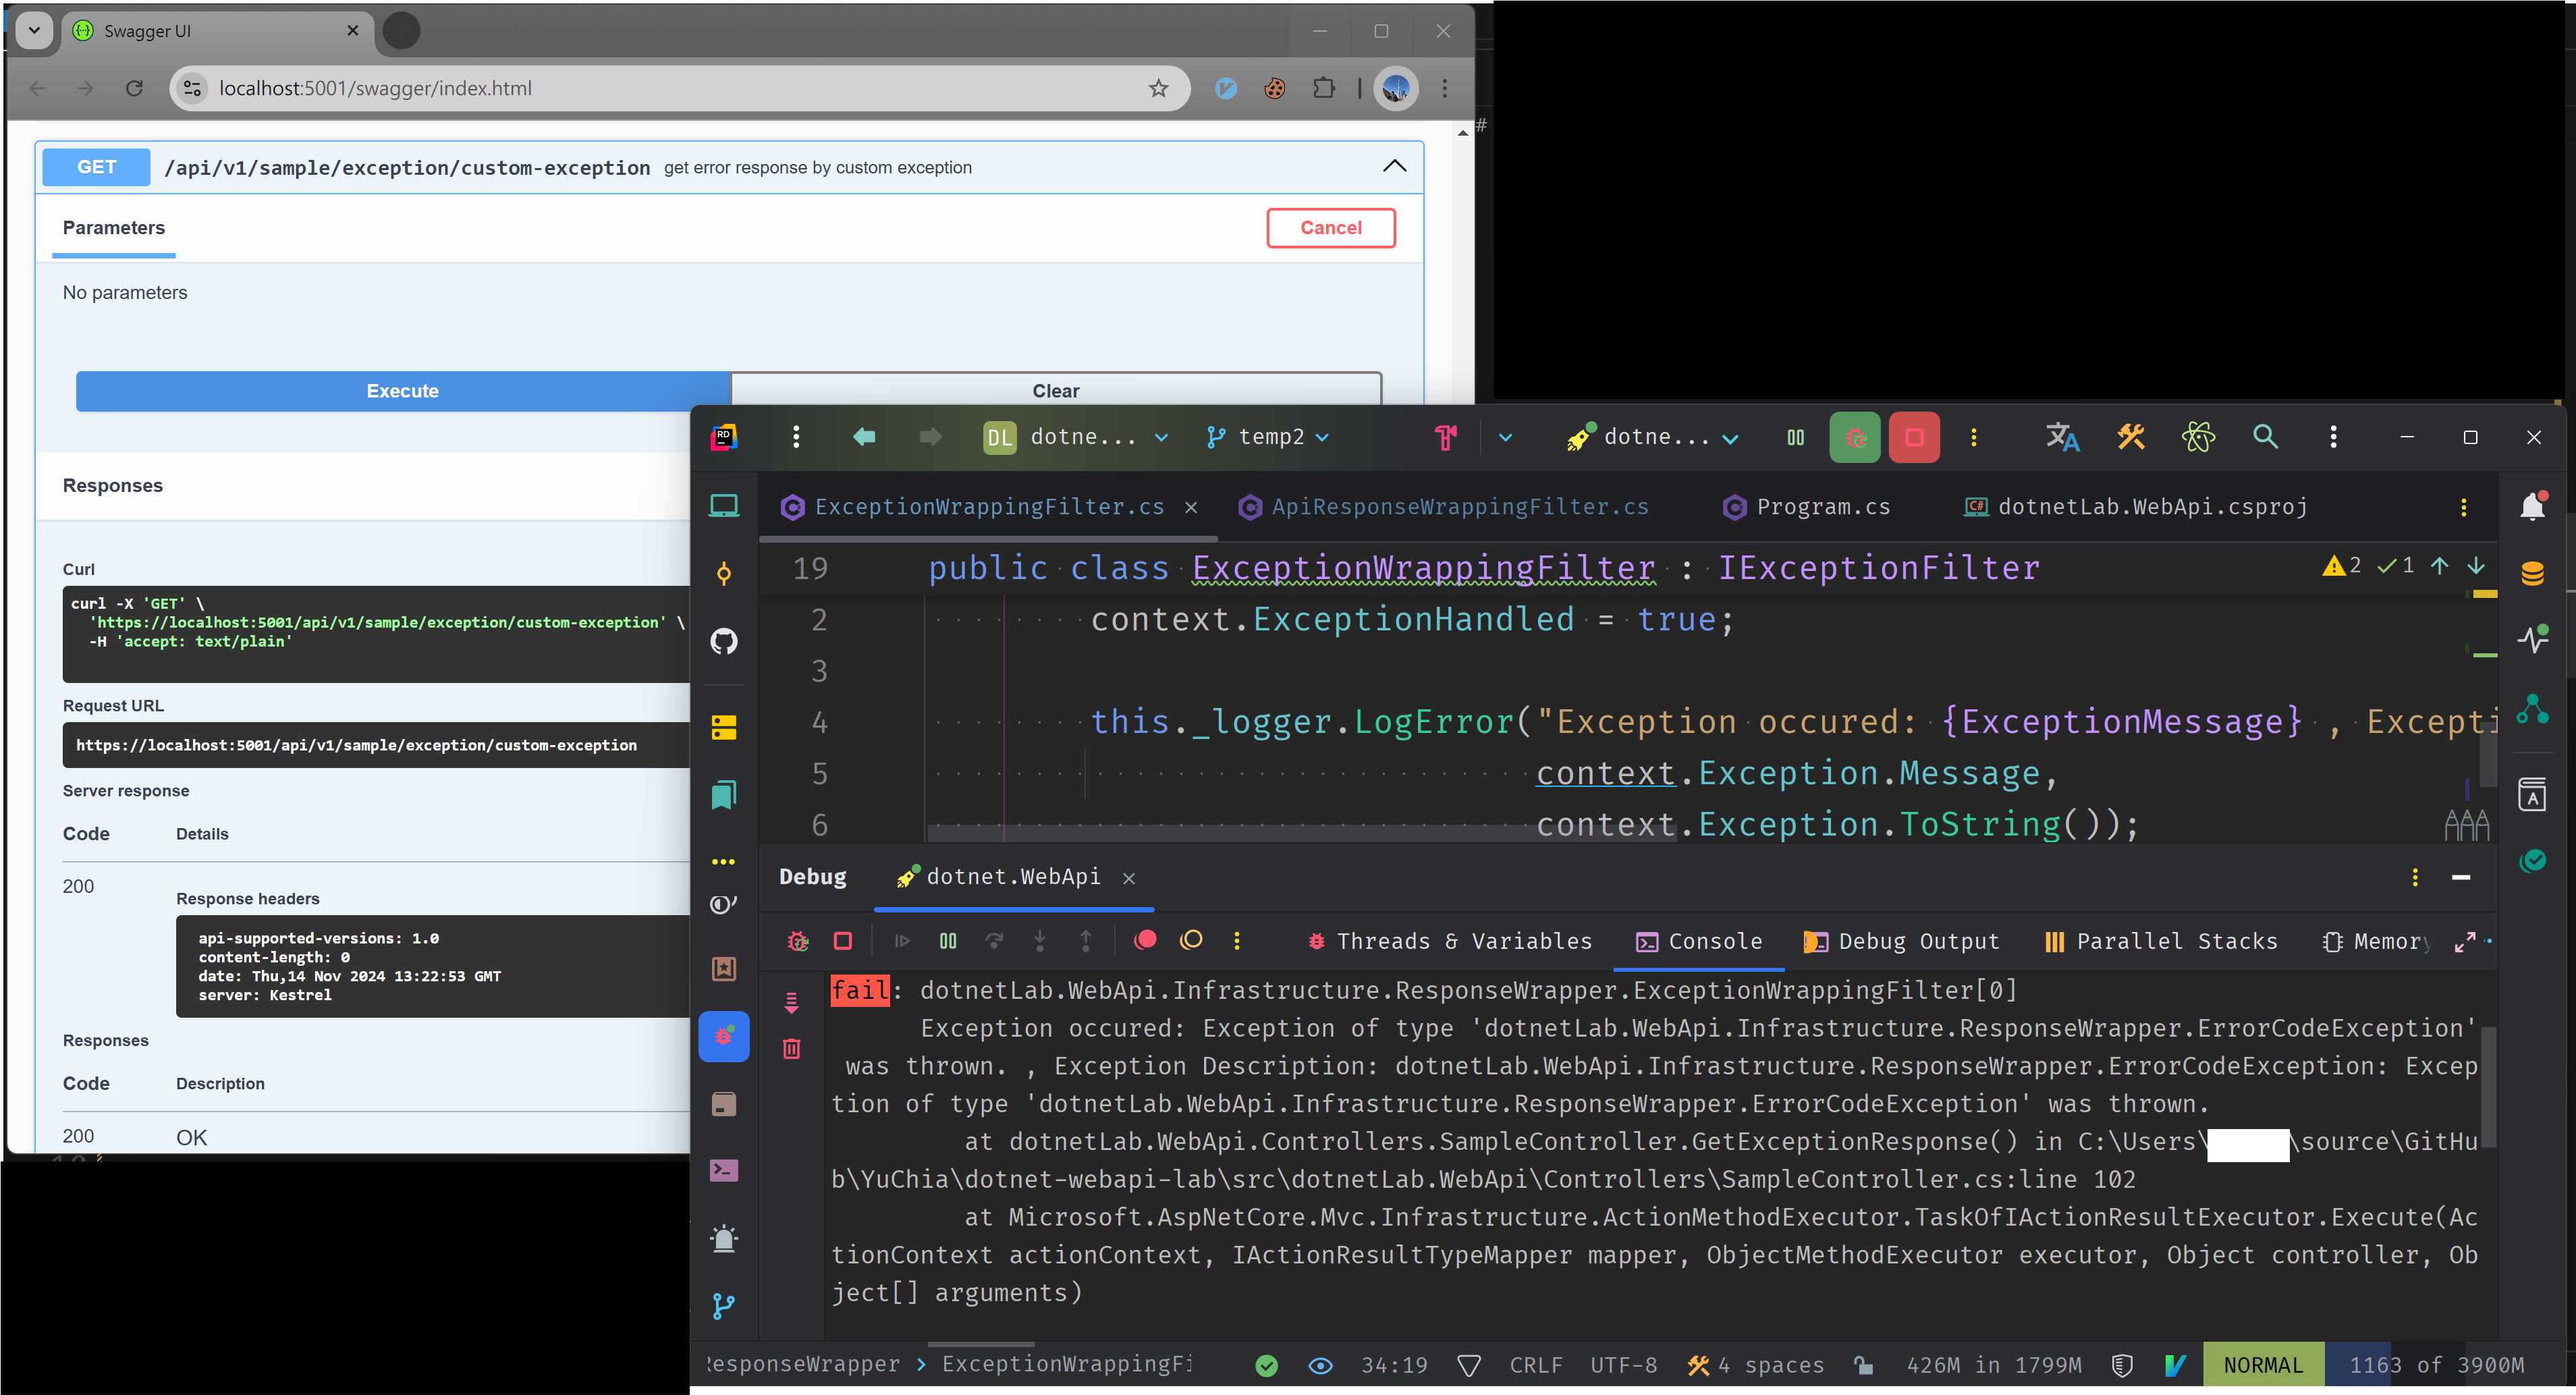 Swagger UI
localhost:5001/swagger/index.html
GET /api/v1/sample/exception/custom-exception get error response by custom exception
Parameters
Cancel
No parameters
Execute
Clear
Responses
Curl
curl -X 'GET' \
'https://localhost:5001/api/v1/sample/exception/custom-exception' \
-H 'accept: text/plain'
Request URL
https://localhost:5001/api/v1/sample/exception/custom-exception
Server response
Code Details
200
Response headers
api-supported-versions: 1.0
content-length: 0
date: Thu,14 Nov 2024 13:22:53 GMT
server: Kestrel
Responses
Code Description
200 OK
#
RD
DL dotne... temp2 dotne...
ExceptionWrappingFilter.cs ApiResponseWrappingFilter.cs Program.cs dotnetLab.WebApi.csproj
19 public class ExceptionWrappingFilter : IExceptionFilter
2 1
2 context.ExceptionHandled = true;
3
4 this._logger.LogError("Exception occured: {ExceptionMessage} , Excepti
5 context.Exception.Message,
6 context.Exception.ToString());
Debug dotnet.WebApi
Threads & Variables Console Debug Output Parallel Stacks Memory
fail: dotnetLab.WebApi.Infrastructure.ResponseWrapper.ExceptionWrappingFilter[0]
Exception occured: Exception of type 'dotnetLab.WebApi.Infrastructure.ResponseWrapper.ErrorCodeException'
was thrown. , Exception Description: dotnetLab.WebApi.Infrastructure.ResponseWrapper.ErrorCodeException: Excep
tion of type 'dotnetLab.WebApi.Infrastructure.ResponseWrapper.ErrorCodeException' was thrown.
at dotnetLab.WebApi.Controllers.SampleController.GetExceptionResponse() in C:\Users\ \source\GitHu
b\YuChia\dotnet-webapi-lab\src\dotnetLab.WebApi\Controllers\SampleController.cs:line 102
at Microsoft.AspNetCore.Mvc.Infrastructure.ActionMethodExecutor.TaskOfIActionResultExecutor.Execute(Ac
tionContext actionContext, IActionResultTypeMapper mapper, ObjectMethodExecutor executor, Object controller, Ob
ject[] arguments)
ResponseWrapper > ExceptionWrappingFi 34:19 CRLF UTF-8 4 spaces 426M in 1799M NORMAL 1163 of 3900M